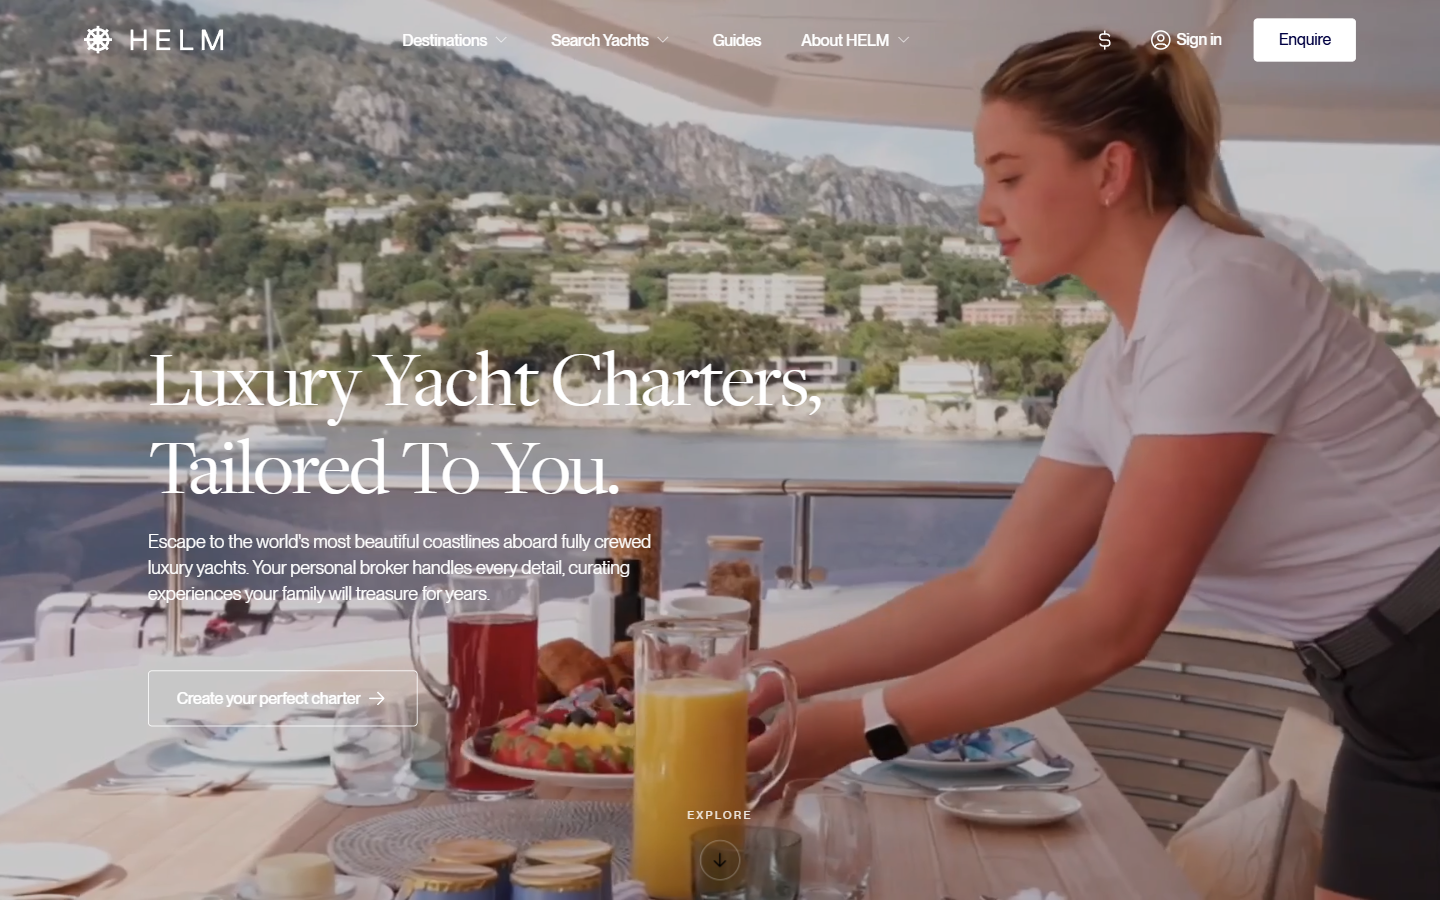 HELM
Destinations
Search Yachts
Guides
About HELM
$
Sign in
Enquire
Luxury Yacht Charters,
Tailored To You.
Escape to the world's most beautiful coastlines aboard fully crewed
luxury yachts. Your personal broker handles every detail, curating
experiences your family will treasure for years.
Create your perfect charter
EXPLORE